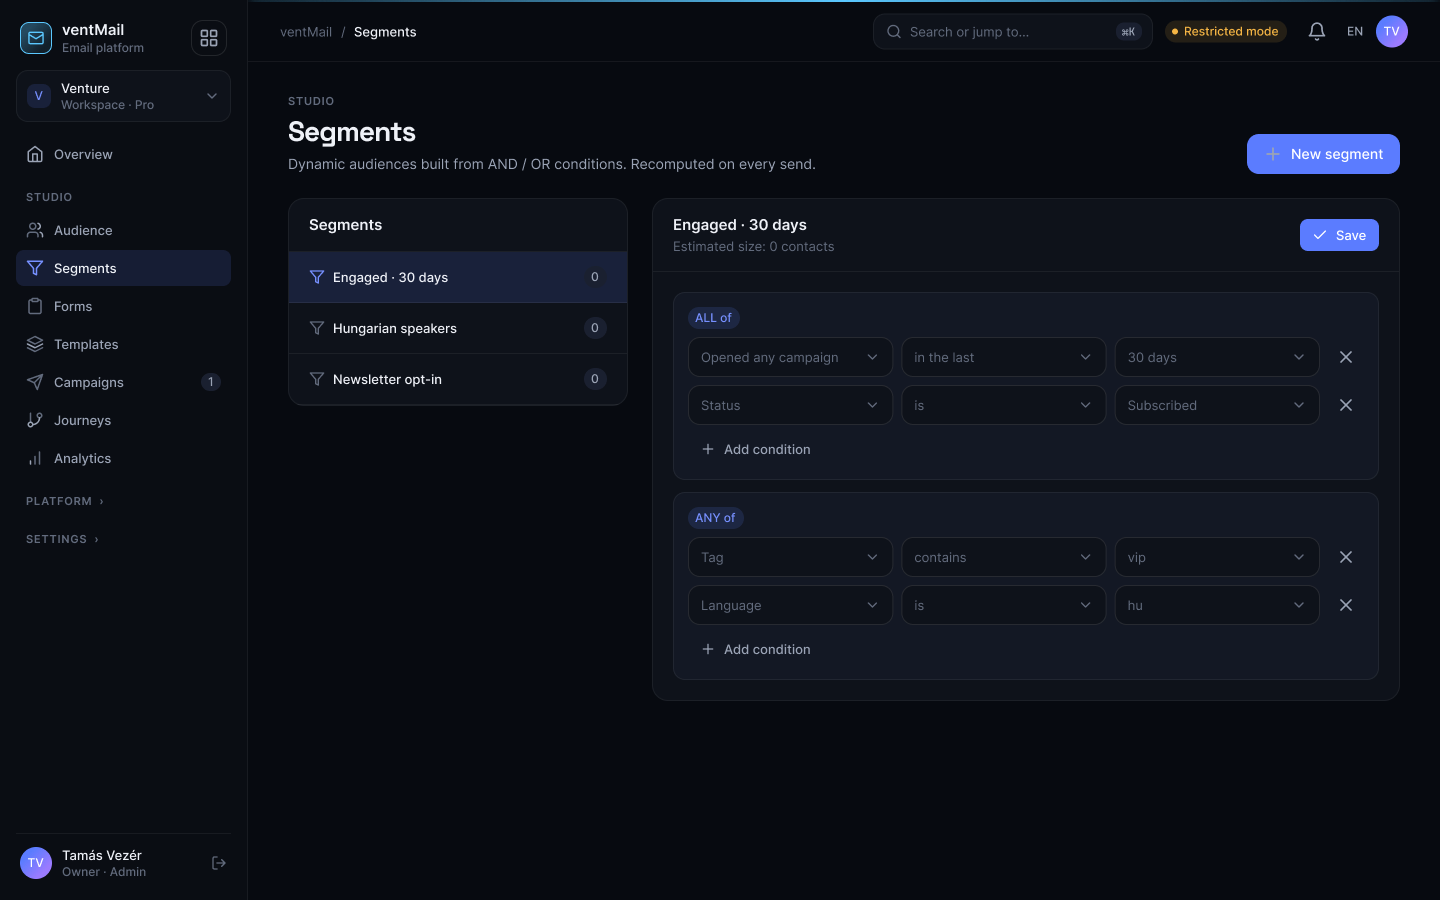 ventMail
Email platform
V
Venture
Workspace · Pro
Overview
STUDIO
Audience
Segments
Forms
Templates
Campaigns 1
Journeys
Analytics
PLATFORM ›
SETTINGS ›
TV
Tamás Vezér
Owner · Admin
ventMail / Segments
Search or jump to... ⌘K
Restricted mode
EN
TV
STUDIO
Segments
Dynamic audiences built from AND / OR conditions. Recomputed on every send.
New segment
Segments
Engaged · 30 days 0
Hungarian speakers 0
Newsletter opt-in 0
Engaged · 30 days
Estimated size: 0 contacts
Save
ALL of
Opened any campaign in the last 30 days
Status is Subscribed
Add condition
ANY of
Tag contains vip
Language is hu
Add condition